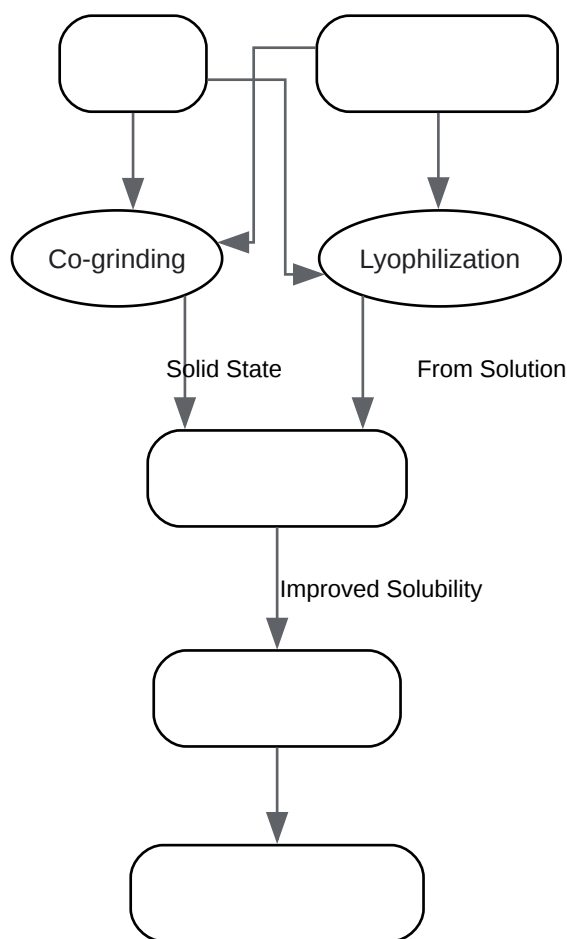 Co-grinding
Lyophilization
Solid State
From Solution
Improved Solubility